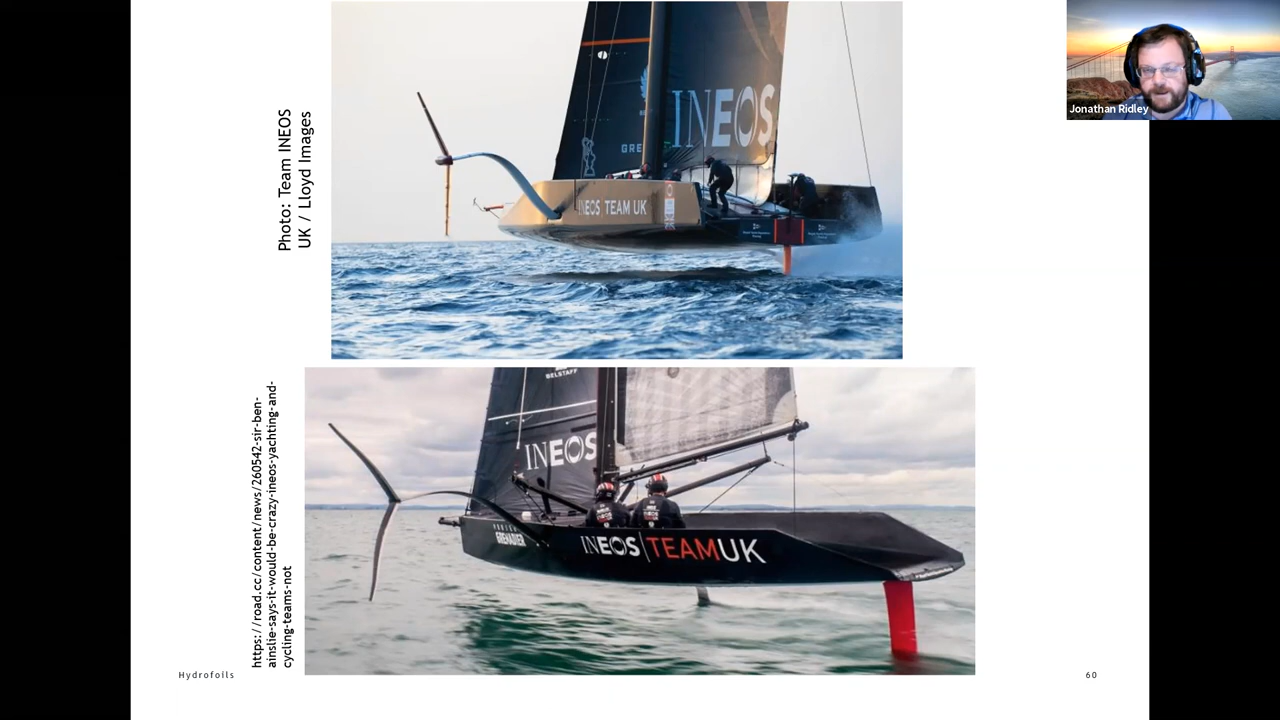 Jonathan Ridley
Photo: Team INEOS
UK / Lloyd Images
INEOS
GRE
INEOS TEAM UK
https://road.cc/content/news/260542-sir-ben-
ainslie-says-it-would-be-crazy-ineos-yachting-and-
cycling-teams-not
BELSTAFF
INEOS
GRENADIER
INEOS TEAMUK
Hydrofoils
60